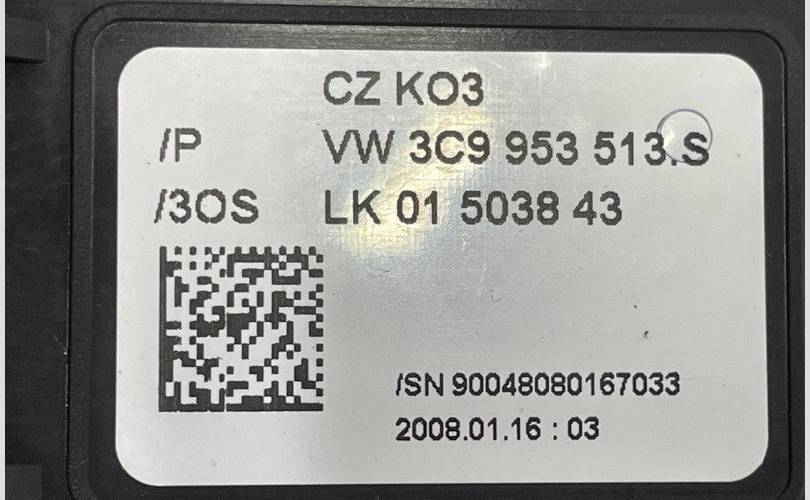 CZ KO3
/P VW 3C9 953 513.S
/3OS LK 01 5038 43
/SN 90048080167033
2008.01.16 : 03